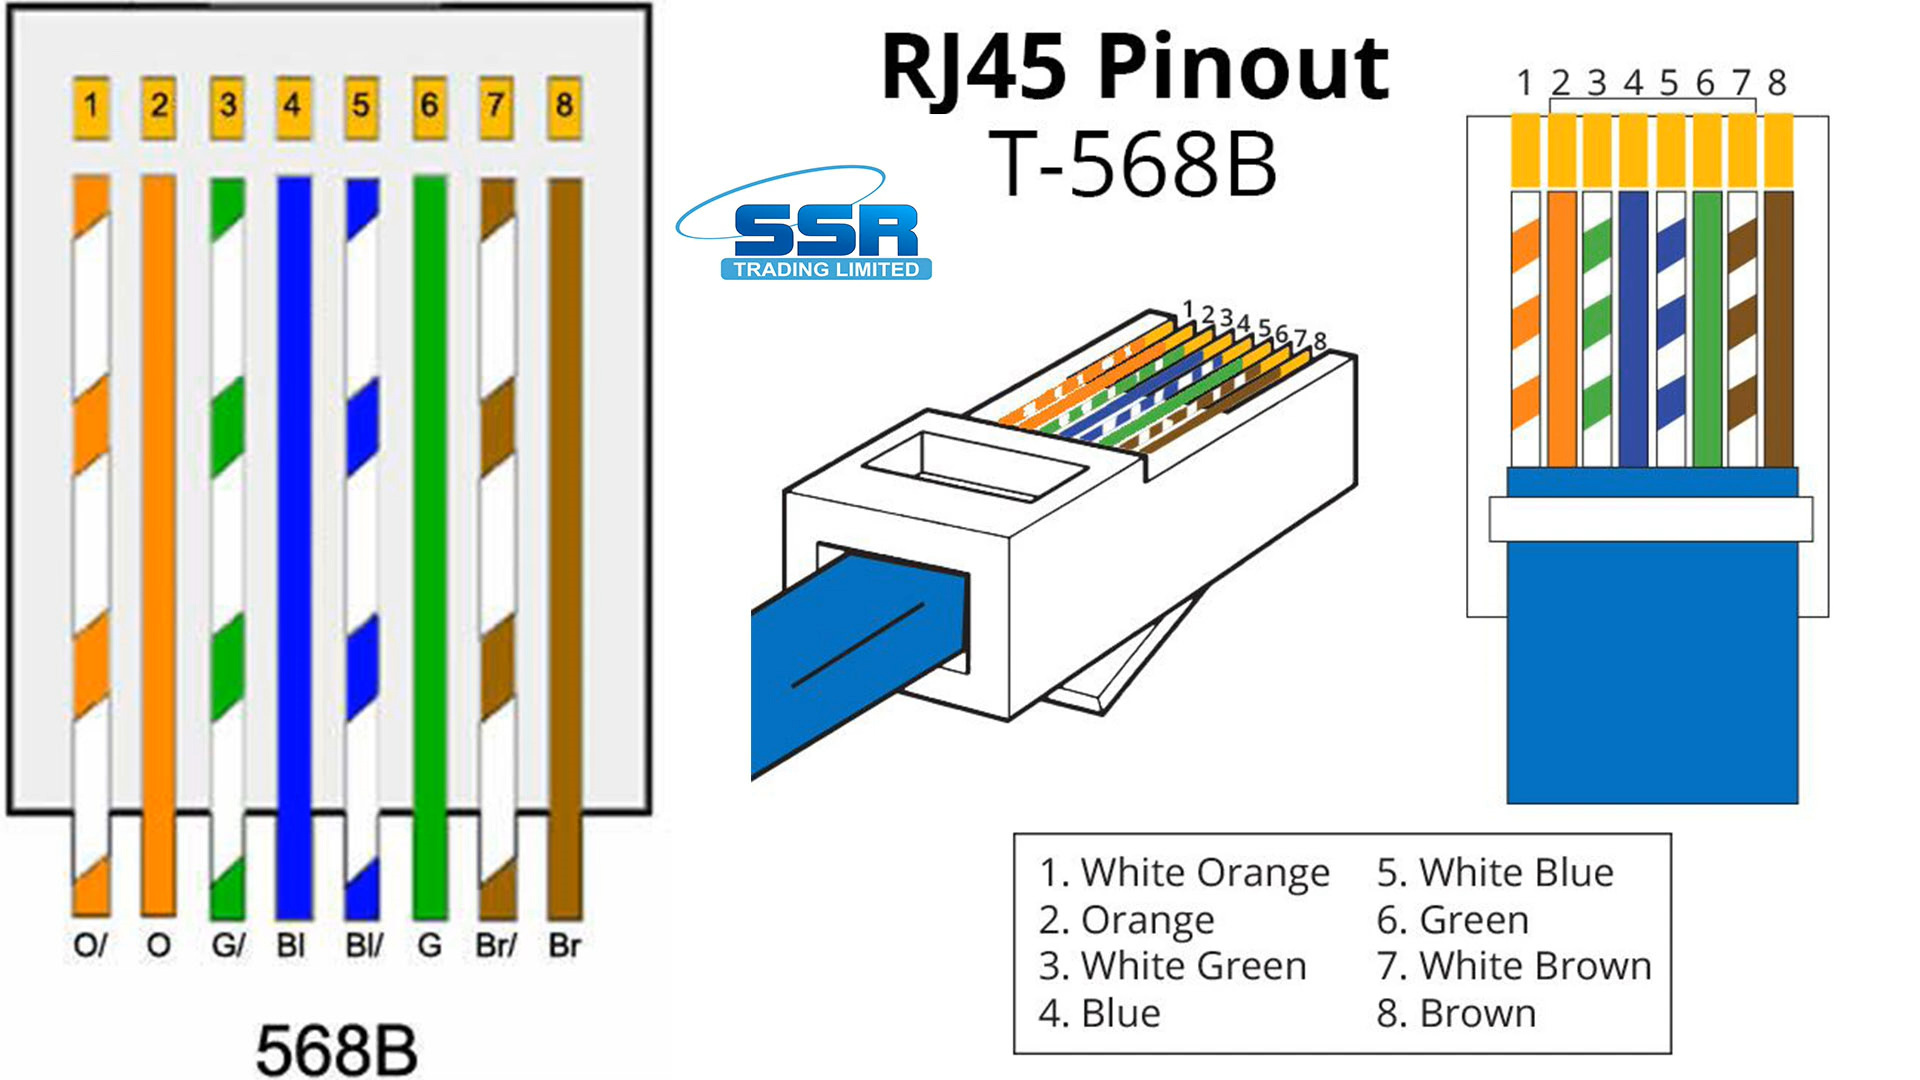 1 2 3 4 5 6 7 8
O/ O G/ Bl Bl/ G Br/ Br
568B
RJ45 Pinout
T-568B
SSR
TRADING LIMITED
1 2 3 4 5 6 7 8
1 2 3 4 5 6 7 8
1. White Orange
2. Orange
3. White Green
4. Blue
5. White Blue
6. Green
7. White Brown
8. Brown